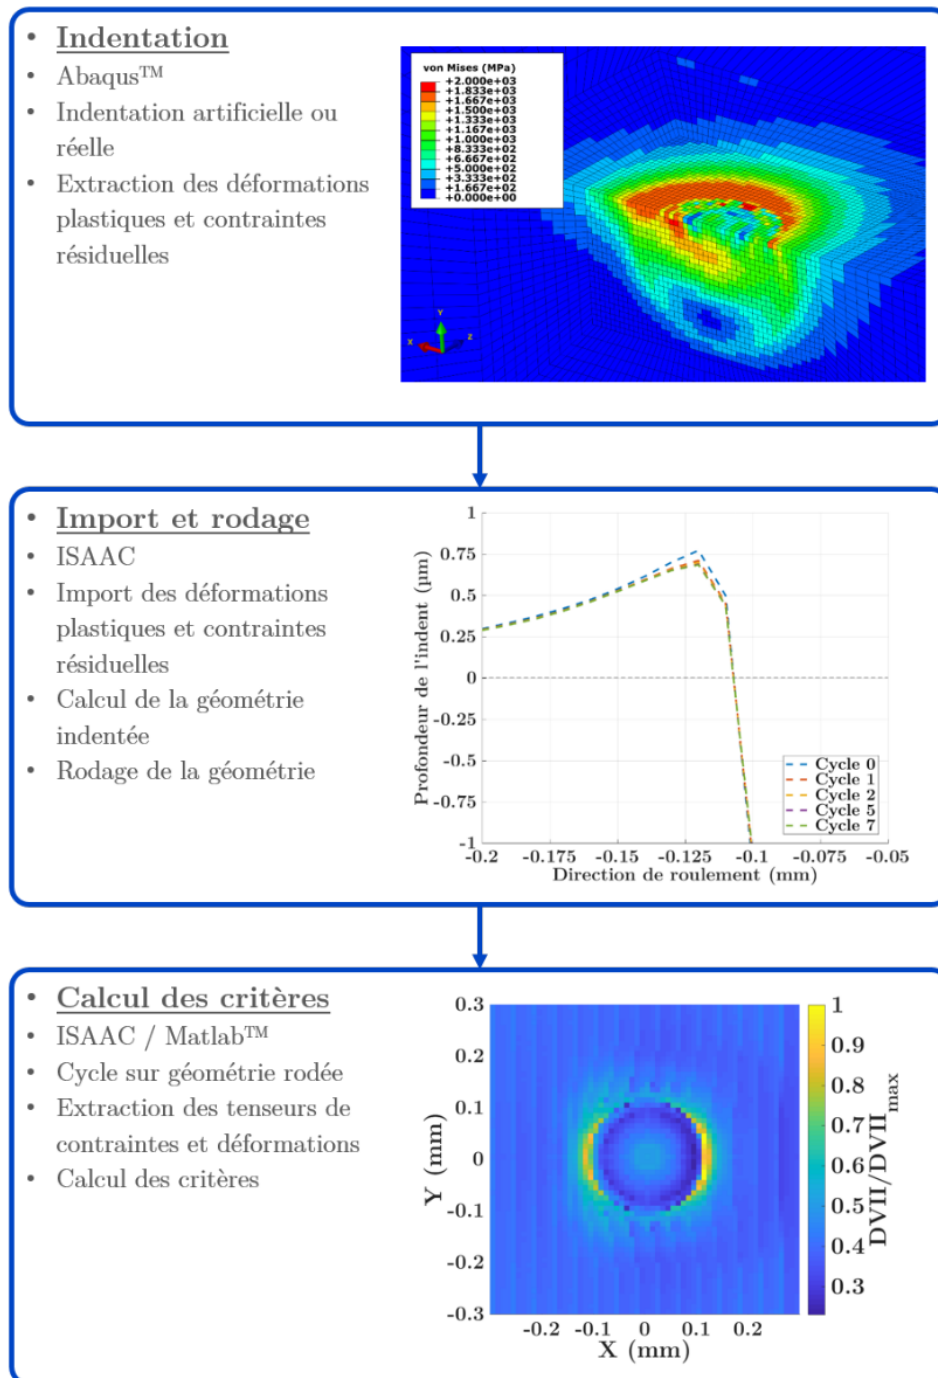 • Indentation
• Abaqus™
• Indentation artificielle ou
réelle
• Extraction des déformations
plastiques et contraintes
résiduelles
von Mises (MPa)
+2.000e+03
+1.833e+03
+1.667e+03
+1.500e+03
+1.333e+03
+1.167e+03
+1.000e+03
+8.333e+02
+6.667e+02
+5.000e+02
+3.333e+02
+1.667e+02
+0.000e+00
Y
X
Z
• Import et rodage
• ISAAC
• Import des déformations
plastiques et contraintes
résiduelles
• Calcul de la géométrie
indentée
• Rodage de la géométrie
Profondeur de l'indent (µm)
1
0.75
0.5
0.25
0
-0.25
-0.5
-0.75
-1
-0.2 -0.175 -0.15 -0.125 -0.1 -0.075 -0.05
Direction de roulement (mm)
Cycle 0
Cycle 1
Cycle 2
Cycle 5
Cycle 7
• Calcul des critères
• ISAAC / Matlab™
• Cycle sur géométrie rodée
• Extraction des tenseurs de
contraintes et déformations
• Calcul des critères
Y (mm)
0.3
0.2
0.1
0
-0.1
-0.2
-0.3
-0.2 -0.1 0 0.1 0.2
X (mm)
1
0.9
0.8
0.7
0.6
0.5
0.4
0.3
DVII/DVIImax